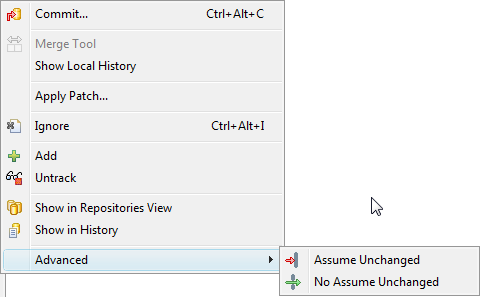 Commit... Ctrl+Alt+C
Merge Tool
Show Local History
Apply Patch...
Ignore Ctrl+Alt+I
Add
Untrack
Show in Repositories View
Show in History
Advanced
Assume Unchanged
No Assume Unchanged